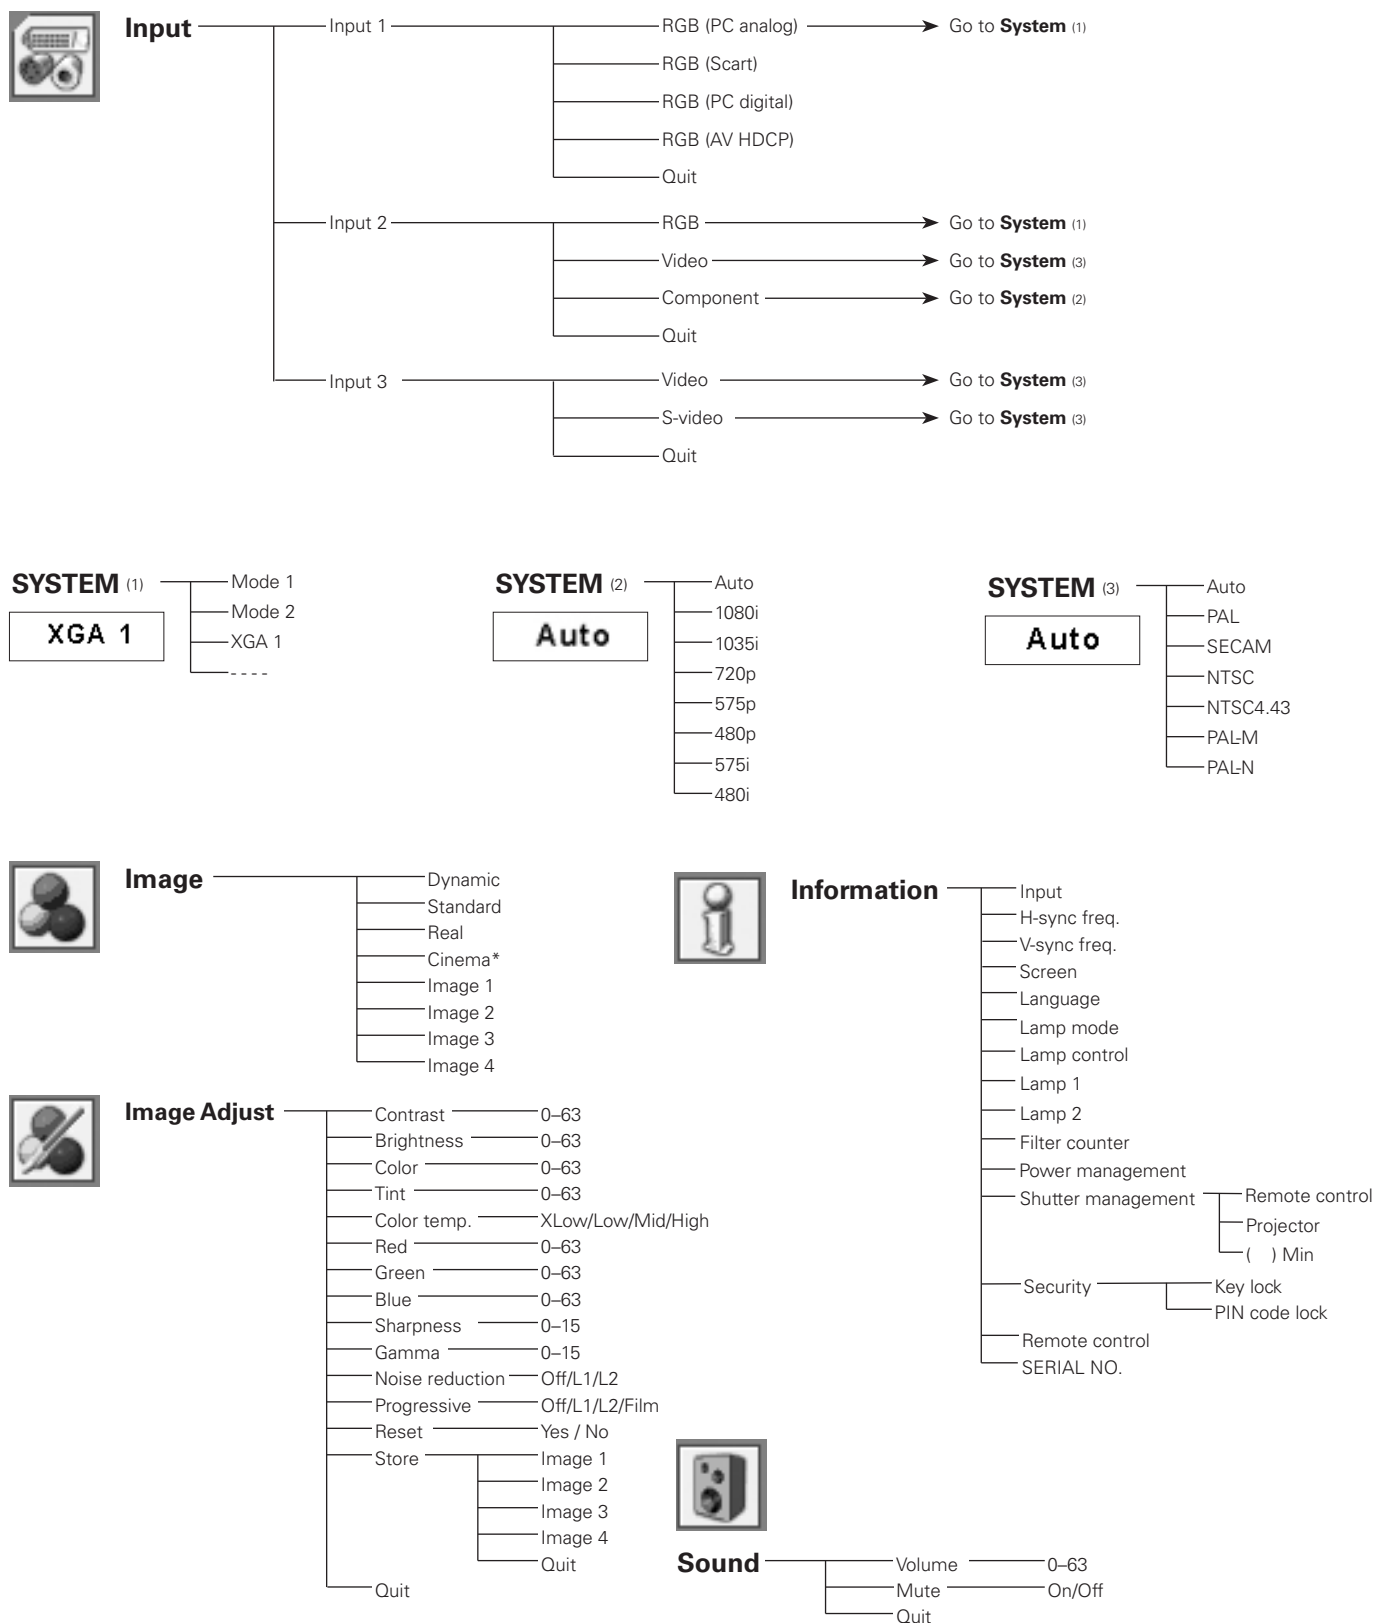 Input
Input 1
RGB (PC analog)
Go to System (1)
RGB (Scart)
RGB (PC digital)
RGB (AV HDCP)
Quit
Input 2
RGB
Go to System (1)
Video
Go to System (3)
Component
Go to System (2)
Quit
Input 3
Video
Go to System (3)
S-video
Go to System (3)
Quit
SYSTEM (1)
XGA 1
Mode 1
Mode 2
XGA 1
- - - -
SYSTEM (2)
Auto
Auto
1080i
1035i
720p
575p
480p
575i
480i
SYSTEM (3)
Auto
Auto
PAL
SECAM
NTSC
NTSC4.43
PAL-M
PAL-N
Image
Dynamic
Standard
Real
Cinema*
Image 1
Image 2
Image 3
Image 4
Image Adjust
Contrast 0–63
Brightness 0–63
Color 0–63
Tint 0–63
Color temp. XLow/Low/Mid/High
Red 0–63
Green 0–63
Blue 0–63
Sharpness 0–15
Gamma 0–15
Noise reduction Off/L1/L2
Progressive Off/L1/L2/Film
Reset Yes / No
Store
Image 1
Image 2
Image 3
Image 4
Quit
Quit
Information
Input
H-sync freq.
V-sync freq.
Screen
Language
Lamp mode
Lamp control
Lamp 1
Lamp 2
Filter counter
Power management
Shutter management
Remote control
Projector
( ) Min
Security
Key lock
PIN code lock
Remote control
SERIAL NO.
Sound
Volume 0–63
Mute On/Off
Quit